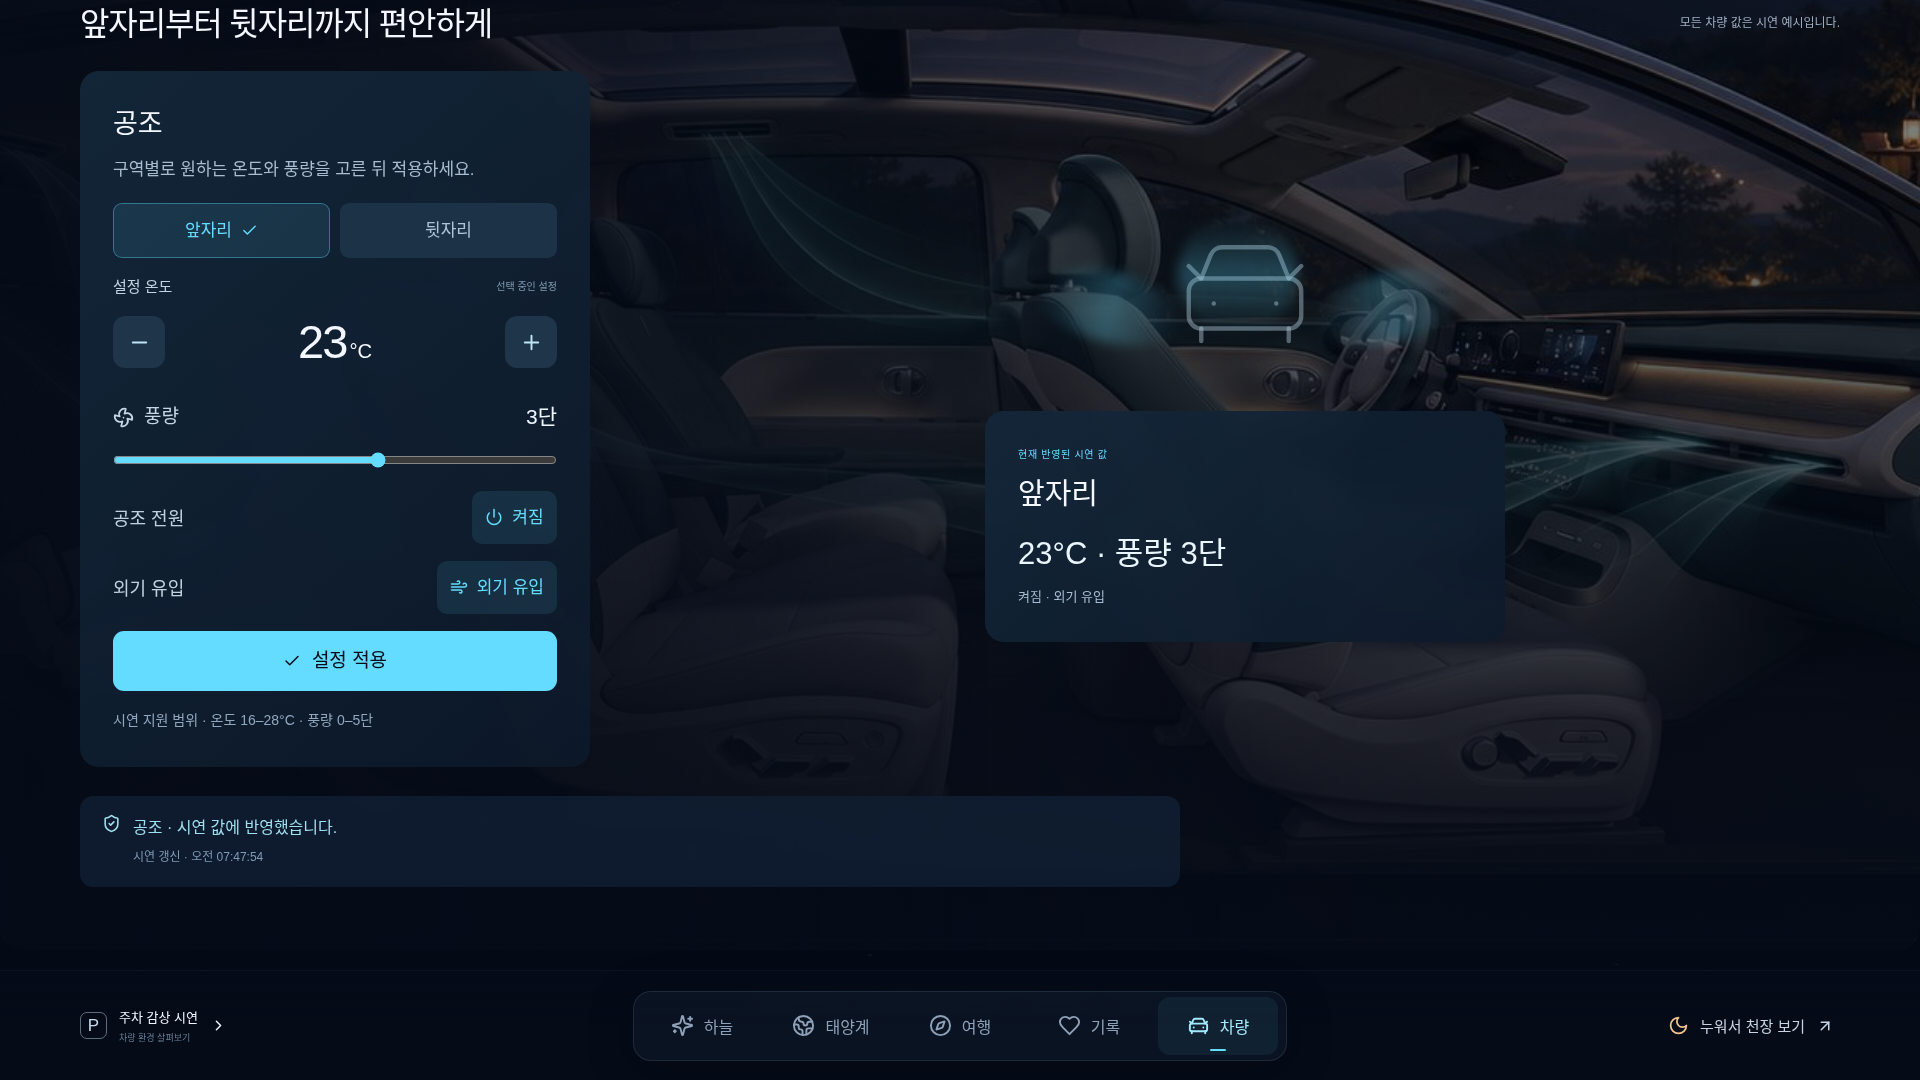 앞자리부터 뒷자리까지 편안하게
모든 차량 값은 시연 예시입니다.
공조
구역별로 원하는 온도와 풍량을 고른 뒤 적용하세요.
앞자리
뒷자리
설정 온도
선택 중인 설정
23°C
풍량
3단
공조 전원
켜짐
외기 유입
외기 유입
설정 적용
시연 지원 범위 · 온도 16–28°C · 풍량 0–5단
현재 반영된 시연 값
앞자리
23°C · 풍량 3단
켜짐 · 외기 유입
공조 · 시연 값에 반영했습니다.
시연 갱신 · 오전 07:47:54
P
주차 감상 시연
차량 환경 살펴보기
하늘
태양계
여행
기록
차량
누워서 천장 보기